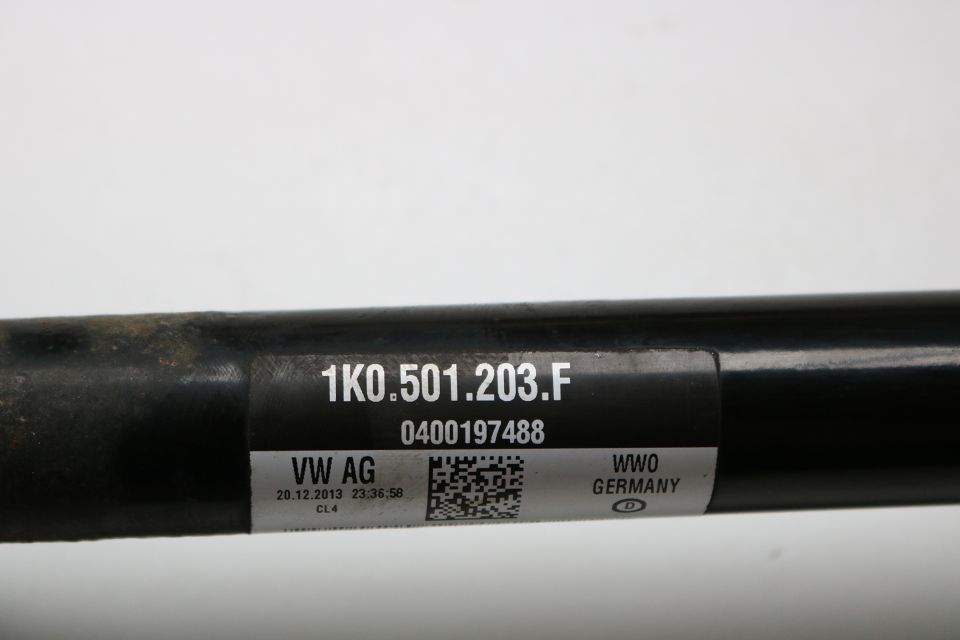 1K0.501.203.F
0400197488
VW AG
20.12.2013 23:36:58
CL4
WWO
GERMANY
D